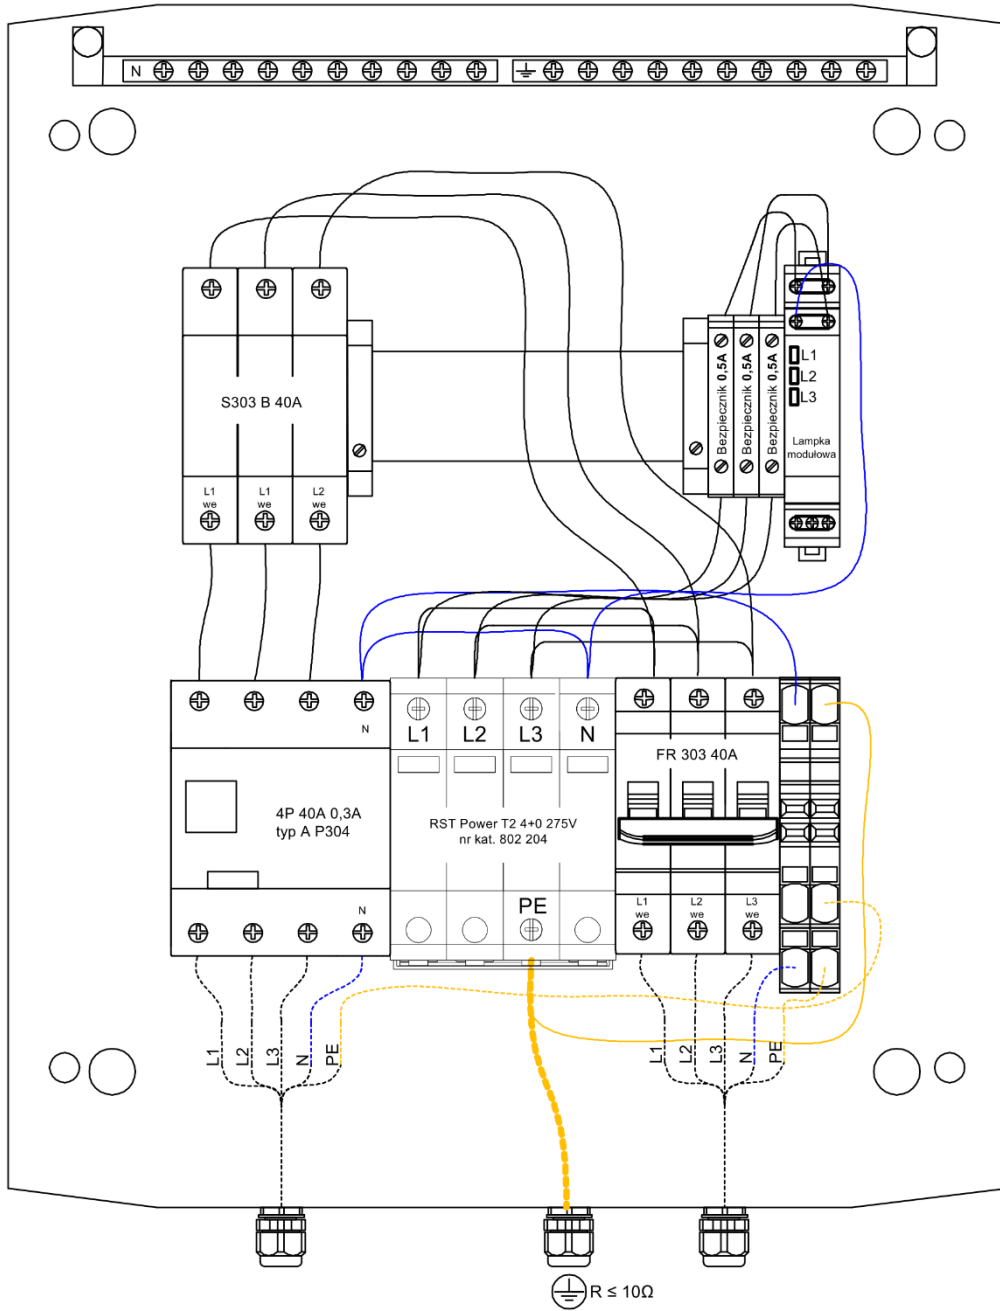 N
S303 B 40A
L1
we
L1
we
L2
we
Bezpiecznik 0,5A
Bezpiecznik 0,5A
Bezpiecznik 0,5A
L1
L2
L3
Lampka
modułowa
N
4P 40A 0,3A
typ A P304
N
L1 L2 L3 N
RST Power T2 4+0 275V
nr kat. 802 204
PE
FR 303 40A
L1
we
L2
we
L3
we
L1
L2
L3
N
PE
L1
L2
L3
N
PE
R ≤ 10Ω